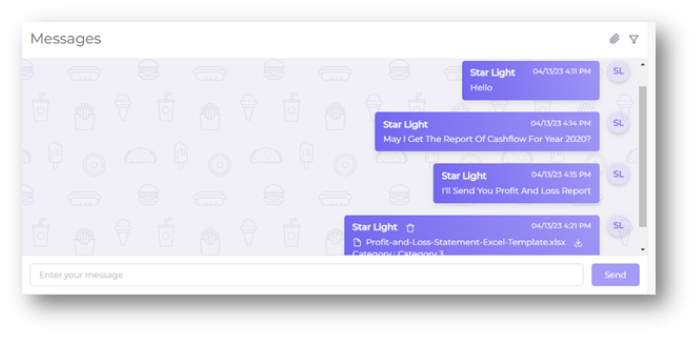 Messages
Star Light 04/13/23 4:11 PM SL
Hello
Star Light 04/13/23 4:14 PM SL
May I Get The Report Of Cashflow For Year 2020?
Star Light 04/13/23 4:15 PM SL
I'll Send You Profit And Loss Report
Star Light 04/13/23 4:21 PM SL
Profit-and-Loss-Statement-Excel-Template.xlsx
Category : Category 3
Enter your message Send